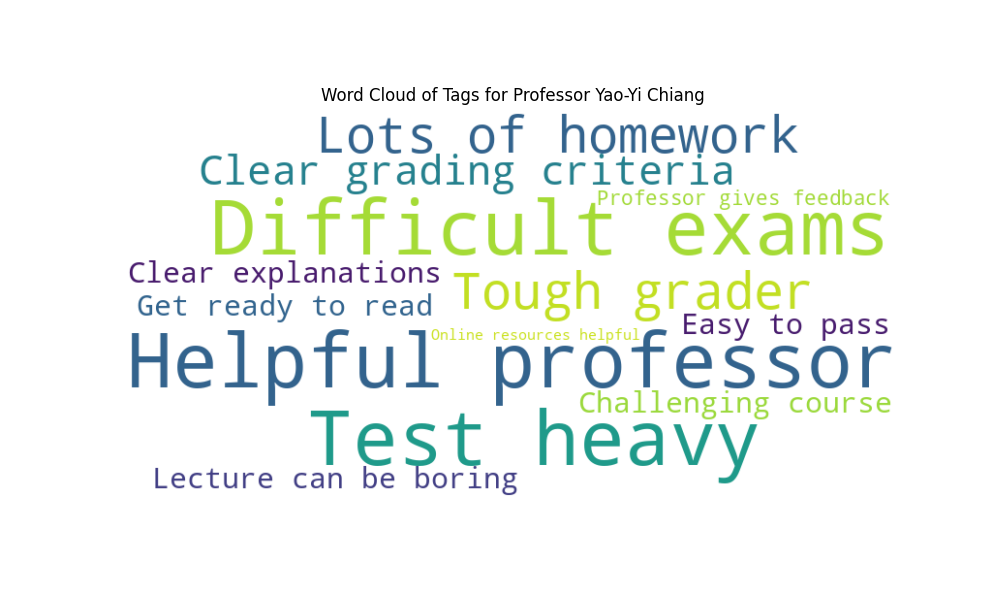 Word Cloud of Tags for Professor Yao-Yi Chiang
Lots of homework
Clear grading criteria
Professor gives feedback
Difficult exams
Clear explanations
Tough grader
Get ready to read
Easy to pass
Online resources helpful
Helpful professor
Challenging course
Test heavy
Lecture can be boring